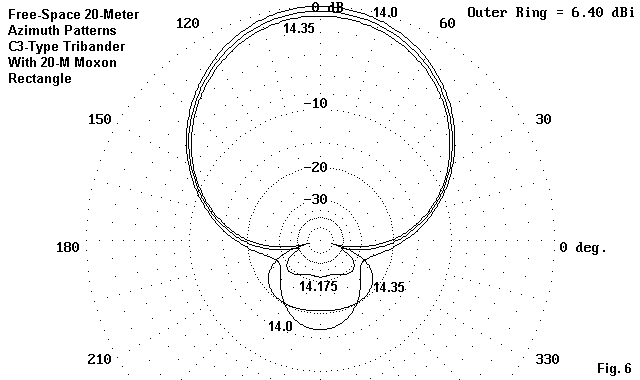 Free-Space 20-Meter
Azimuth Patterns
C3-Type Tribander
With 20-M Moxon
Rectangle
Outer Ring = 6.40 dBi
0 dB
14.0
14.35
120
60
-10
150
30
-20
-30
180
0 deg.
14.175
14.35
14.0
210
330
Fig. 6